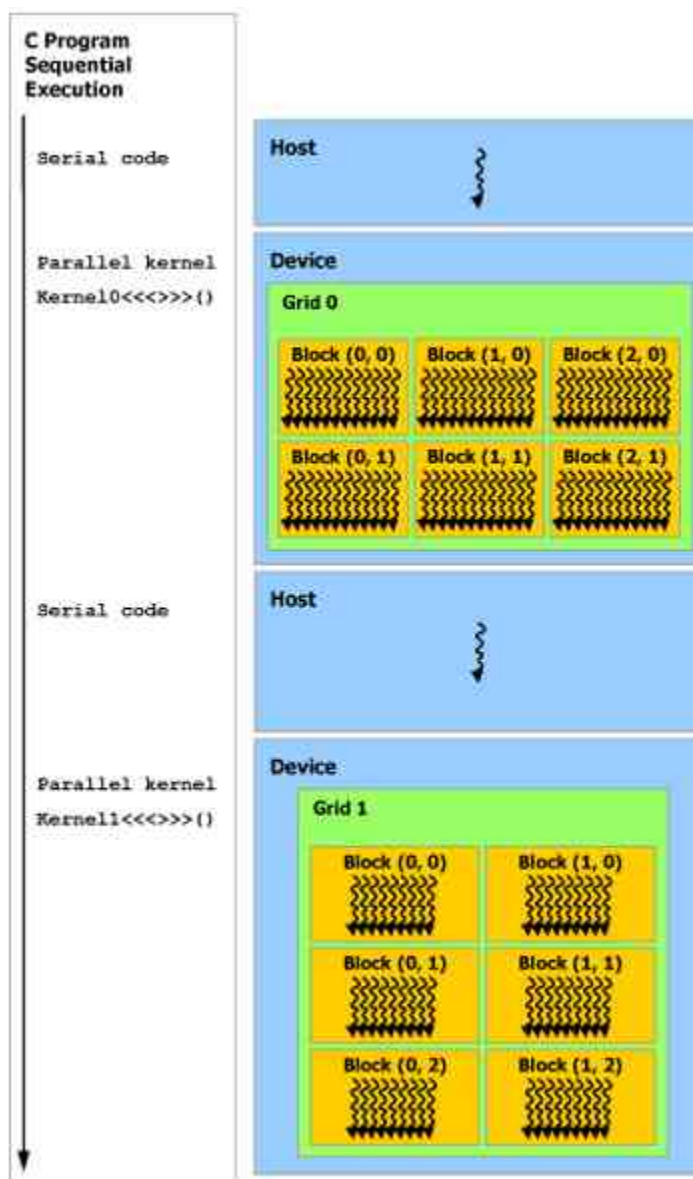 C Program
Sequential
Execution
Serial code
Host
Parallel kernel
Kernel0<<<>>>()
Device
Grid 0
Block (0, 0)
Block (1, 0)
Block (2, 0)
Block (0, 1)
Block (1, 1)
Block (2, 1)
Serial code
Host
Parallel kernel
Kernel1<<<>>>()
Device
Grid 1
Block (0, 0)
Block (1, 0)
Block (0, 1)
Block (1, 1)
Block (0, 2)
Block (1, 2)